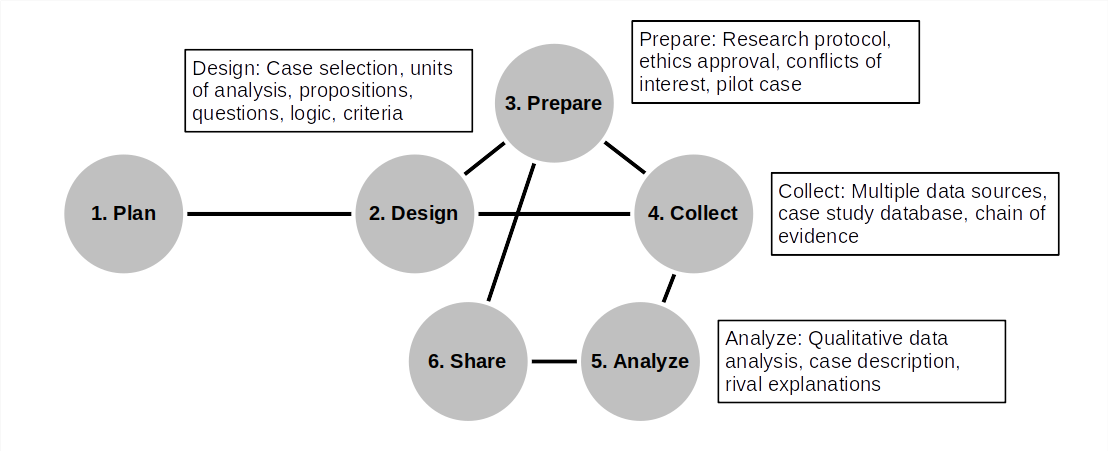 Prepare: Research protocol,
ethics approval, conflicts of
interest, pilot case
Design: Case selection, units
of analysis, propositions,
questions, logic, criteria
3. Prepare
1. Plan
2. Design
4. Collect
Collect: Multiple data sources,
case study database, chain of
evidence
6. Share
5. Analyze
Analyze: Qualitative data
analysis, case description,
rival explanations